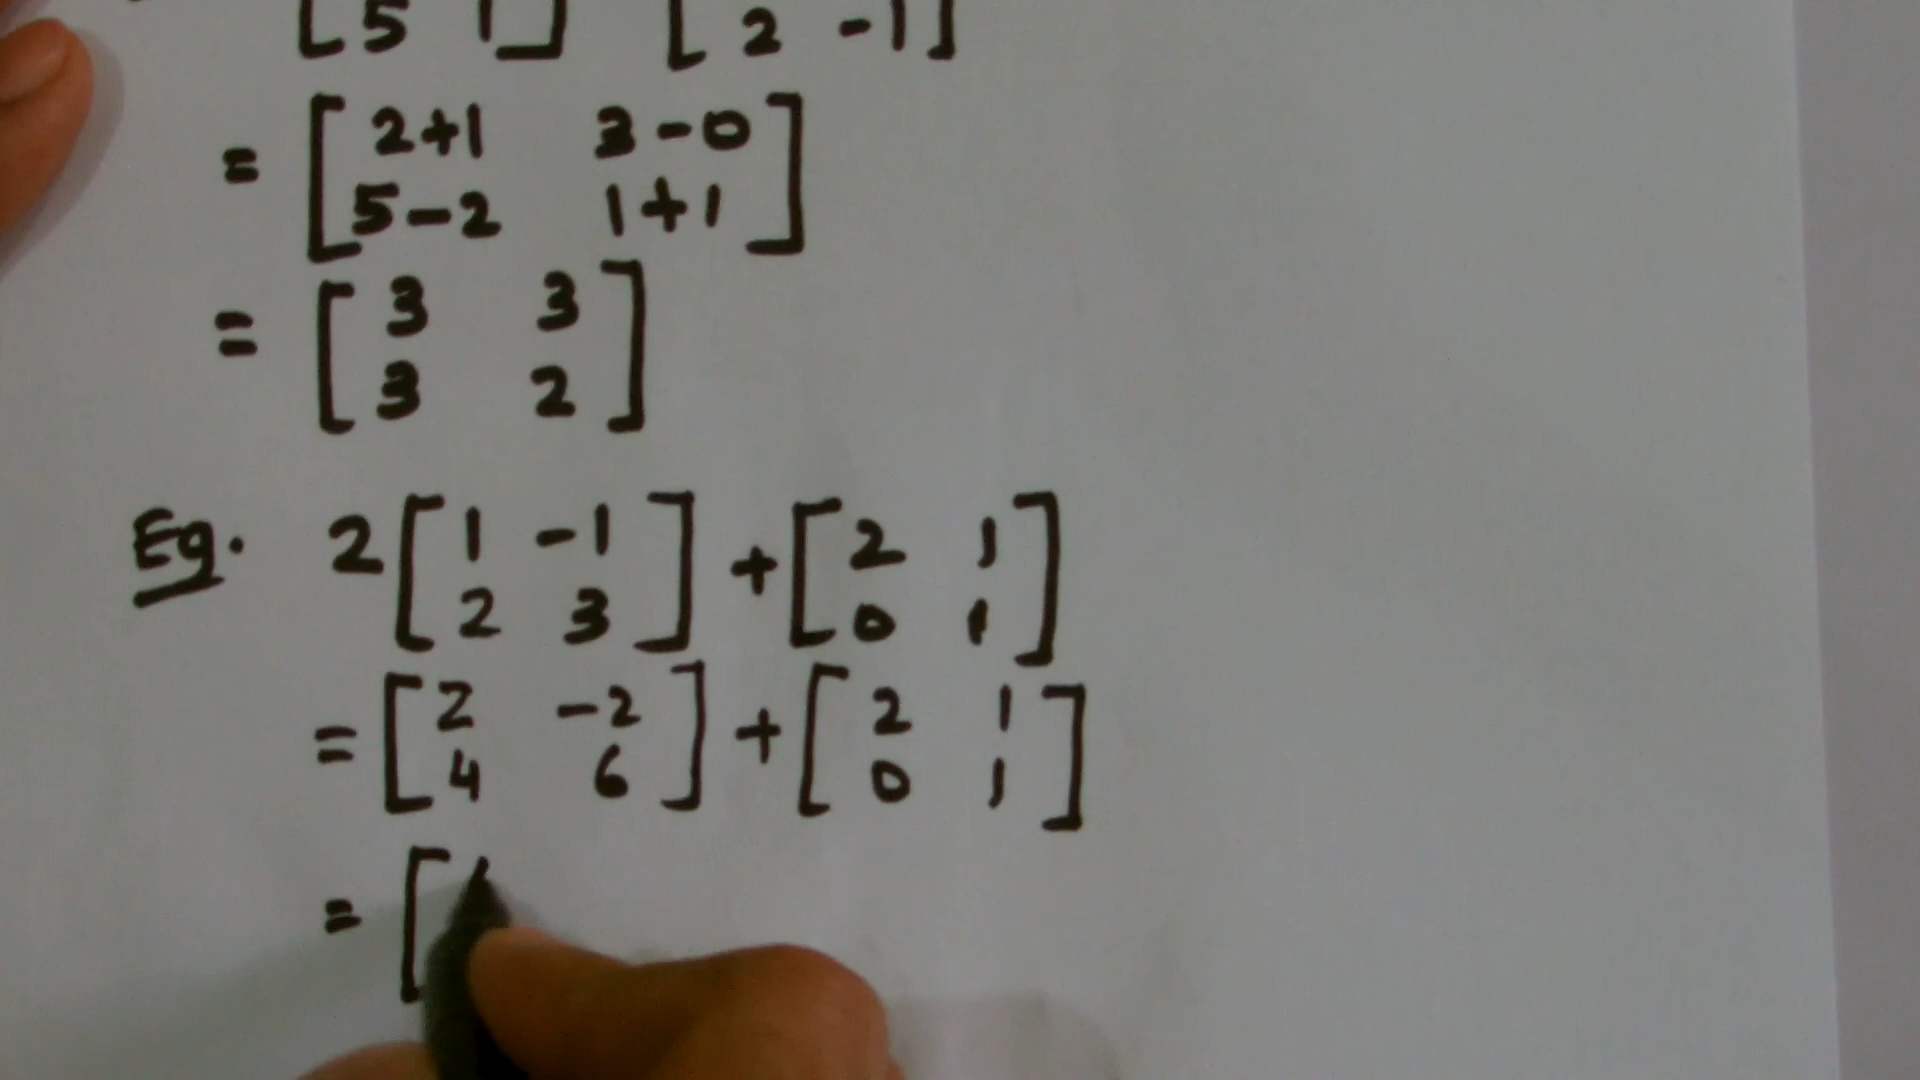 [5 1] [2 -1]
= [2+1 3-0
5-2 1+1]
= [3 3
3 2]
Eg. 2[1 -1
2 3] + [2 1
0 1]
= [2 -2
4 6] + [2 1
0 1]
= [